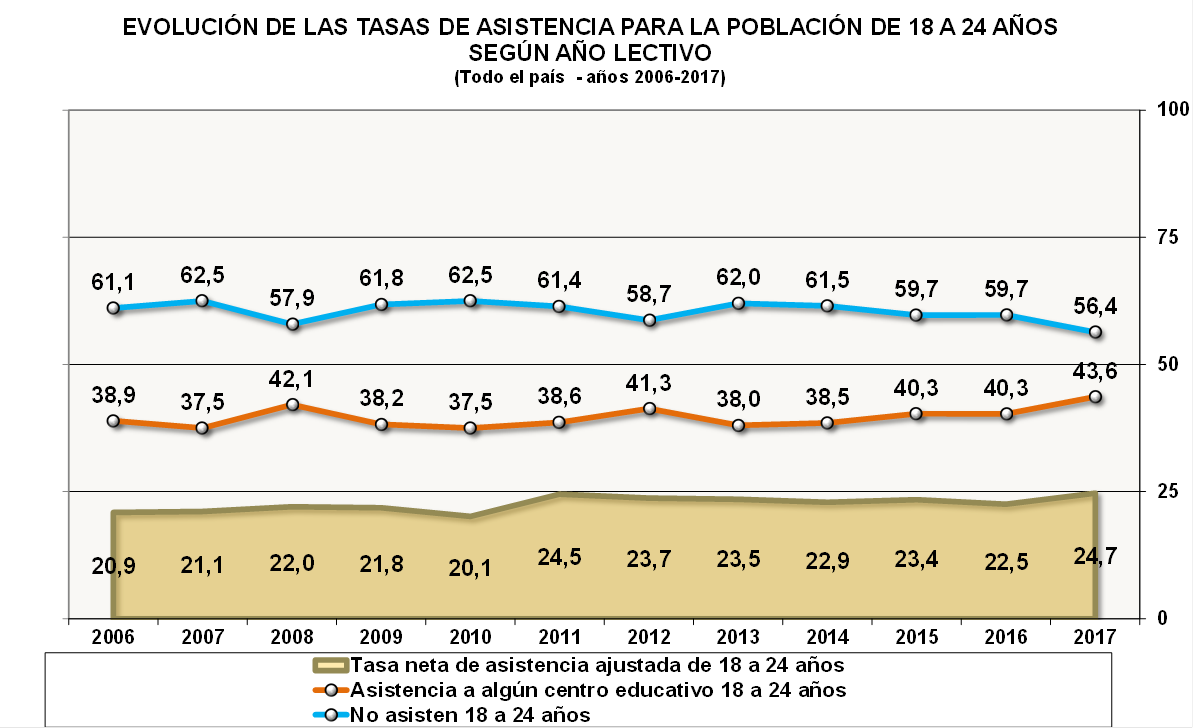 EVOLUCIÓN DE LAS TASAS DE ASISTENCIA PARA LA POBLACIÓN DE 18 A 24 AÑOS
SEGÚN AÑO LECTIVO
(Todo el país - años 2006-2017)
100
75
50
25
0
61,1 62,5 57,9 61,8 62,5 61,4 58,7 62,0 61,5 59,7 59,7 56,4
38,9 37,5 42,1 38,2 37,5 38,6 41,3 38,0 38,5 40,3 40,3 43,6
20,9 21,1 22,0 21,8 20,1 24,5 23,7 23,5 22,9 23,4 22,5 24,7
2006 2007 2008 2009 2010 2011 2012 2013 2014 2015 2016 2017
Tasa neta de asistencia ajustada de 18 a 24 años
Asistencia a algún centro educativo 18 a 24 años
No asisten 18 a 24 años